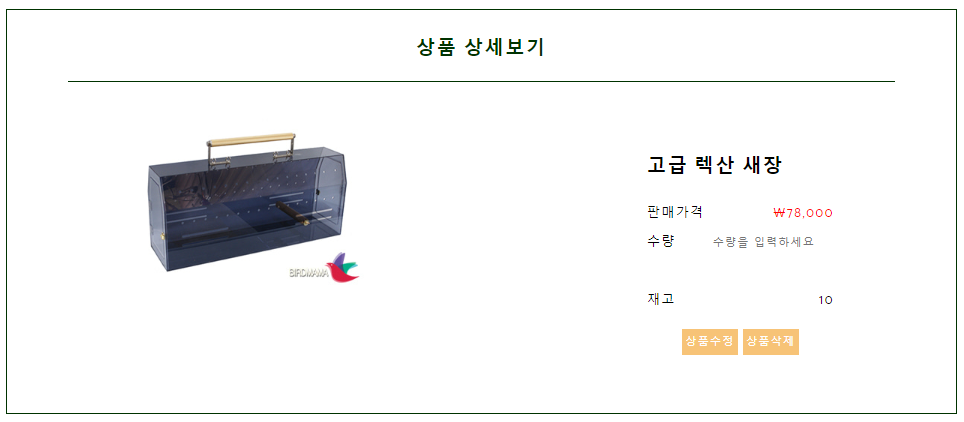 상품 상세보기
고급 렉산 새장
판매가격 ₩78,000
수량 수량을 입력하세요
BIRDMAMA
재고 10
상품수정 상품삭제